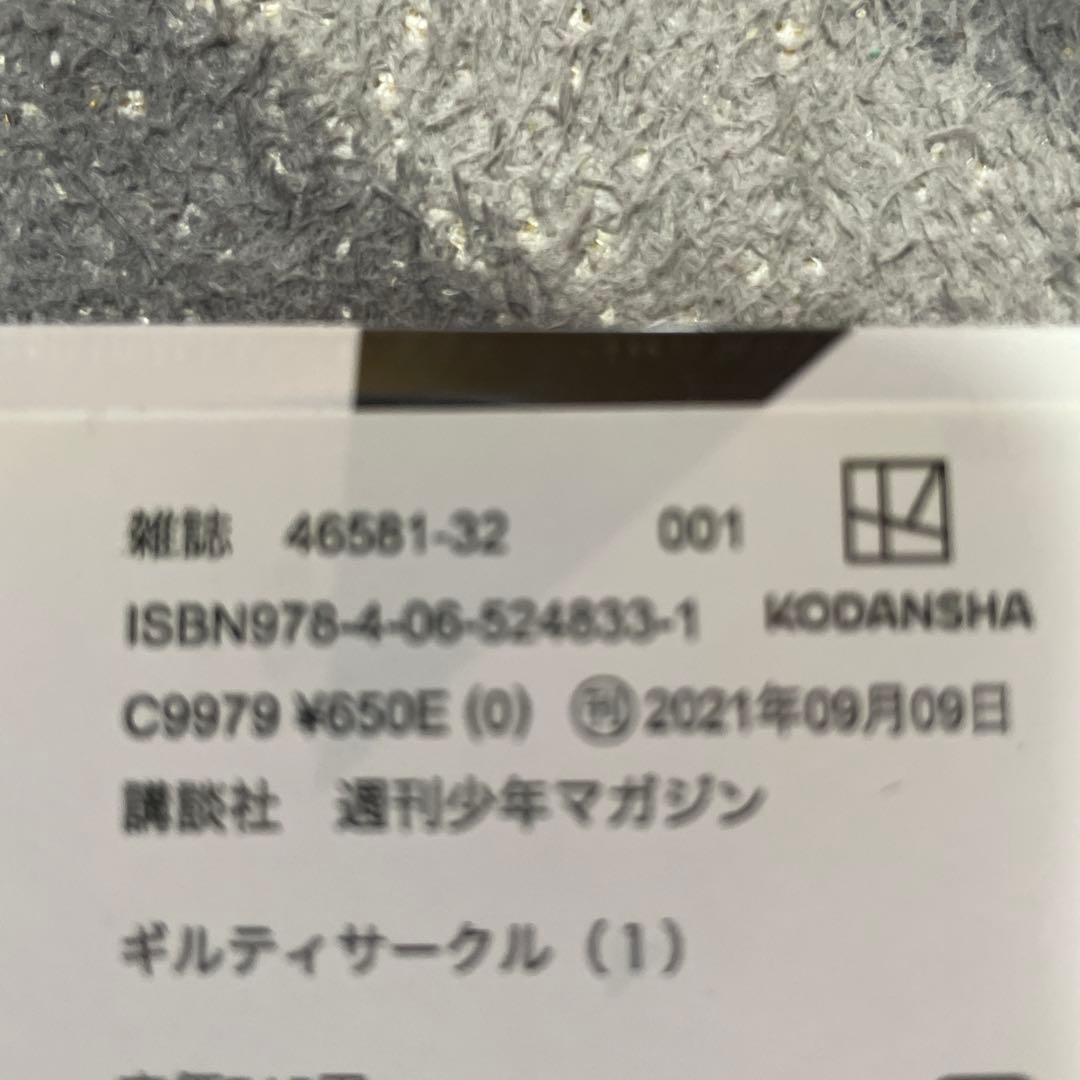 雑誌 46581-32 001
ISBN978-4-06-524833-1 KODANSHA
C9979 ¥650E (0) ㊞2021年09月09日
講談社 週刊少年マガジン
ギルティサークル（1）